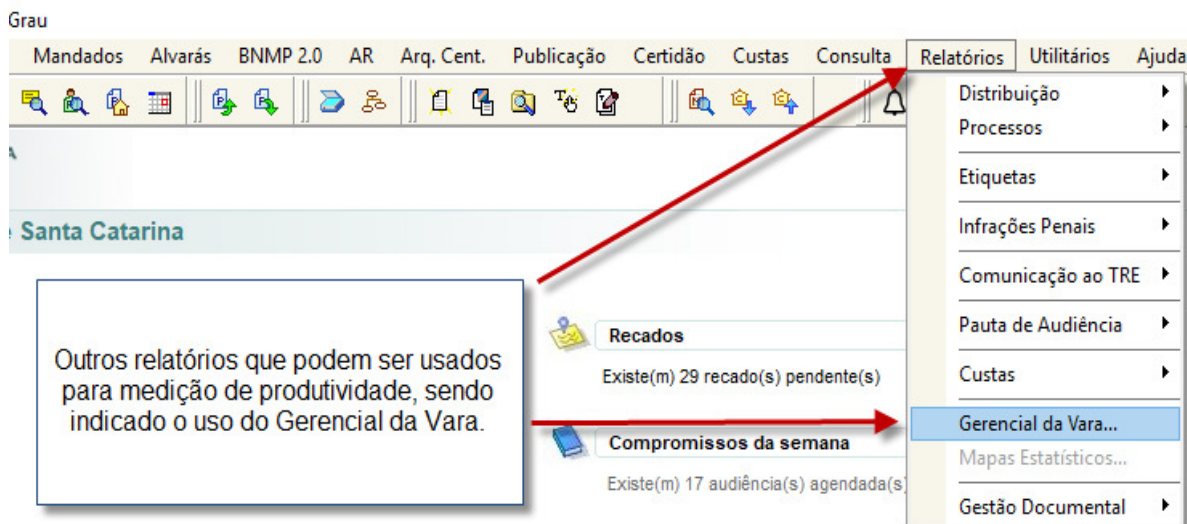 Grau
Mandados Alvarás BNMP 2.0 AR Arq. Cent. Publicação Certidão Custas Consulta Relatórios Utilitários Ajuda
Distribuição
Processos
Etiquetas
Infrações Penais
Comunicação ao TRE
Pauta de Audiência
Custas
Gerencial da Vara...
Mapas Estatísticos...
Gestão Documental
Santa Catarina
Outros relatórios que podem ser usados
para medição de produtividade, sendo
indicado o uso do Gerencial da Vara.
Recados
Existe(m) 29 recado(s) pendente(s)
Compromissos da semana
Existe(m) 17 audiência(s) agendada(s)